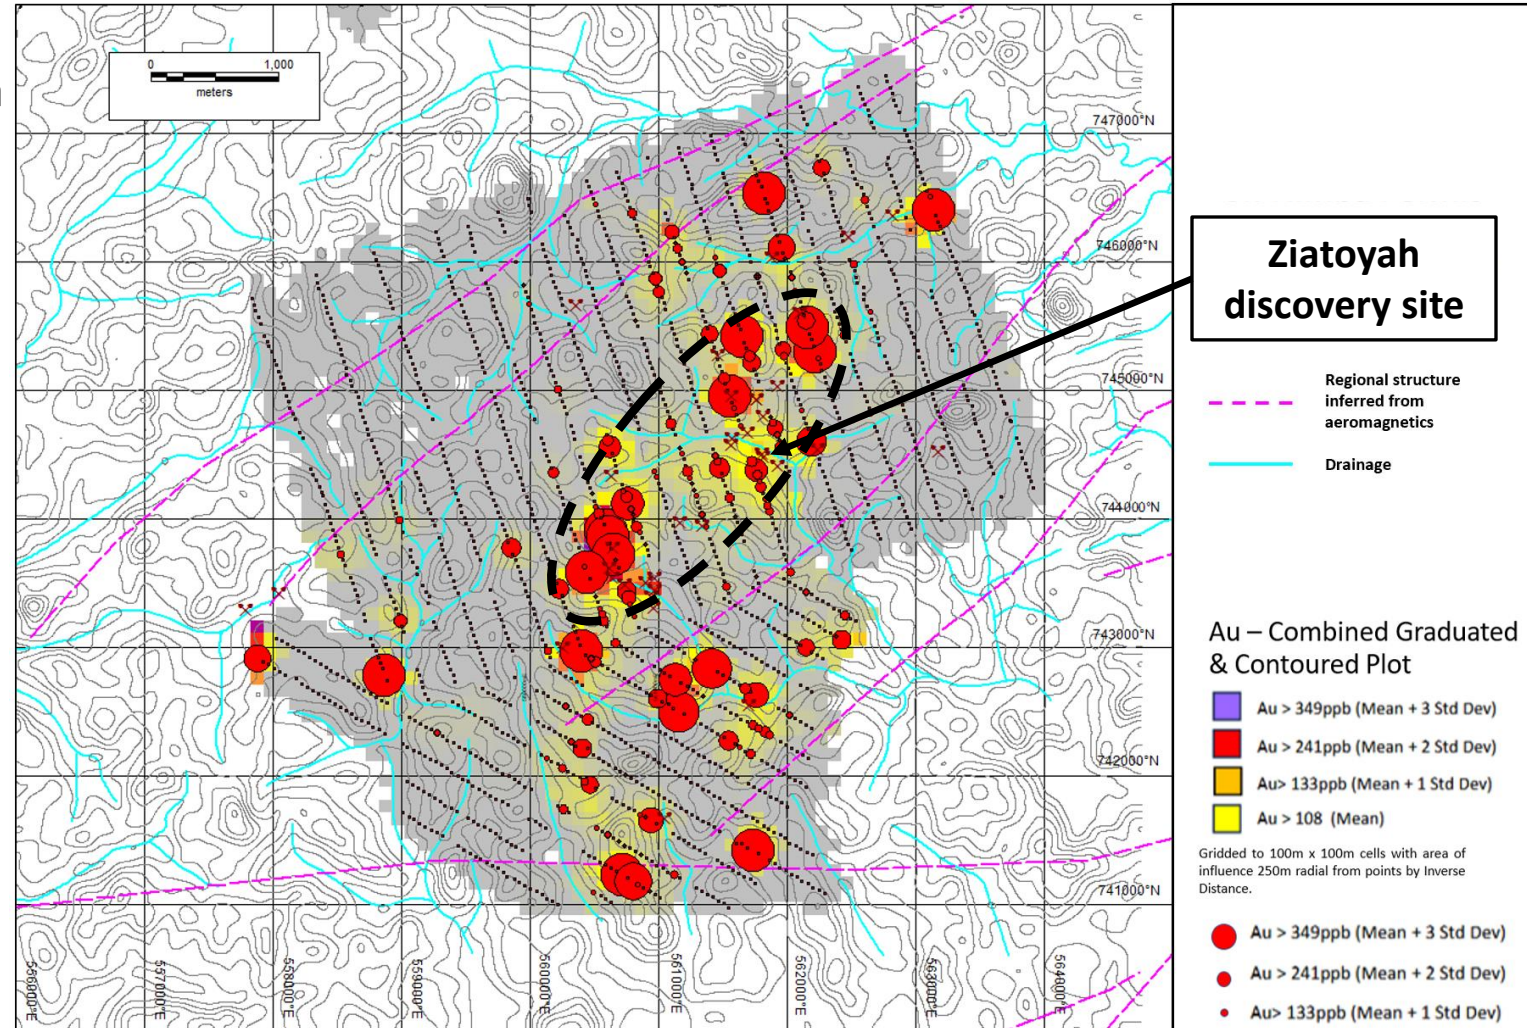 0 1,000
meters
747000°N
746000°N
745000°N
744000°N
743000°N
742000°N
741000°N
556000°E
557000°E
558000°E
559000°E
560000°E
561000°E
562000°E
563000°E
564000°E
Ziatoyah
discovery site
Regional structure
inferred from
aeromagnetics
Drainage
Au – Combined Graduated
& Contoured Plot
Au > 349ppb (Mean + 3 Std Dev)
Au > 241ppb (Mean + 2 Std Dev)
Au> 133ppb (Mean + 1 Std Dev)
Au > 108 (Mean)
Gridded to 100m x 100m cells with area of
influence 250m radial from points by Inverse
Distance.
Au > 349ppb (Mean + 3 Std Dev)
Au > 241ppb (Mean + 2 Std Dev)
Au> 133ppb (Mean + 1 Std Dev)